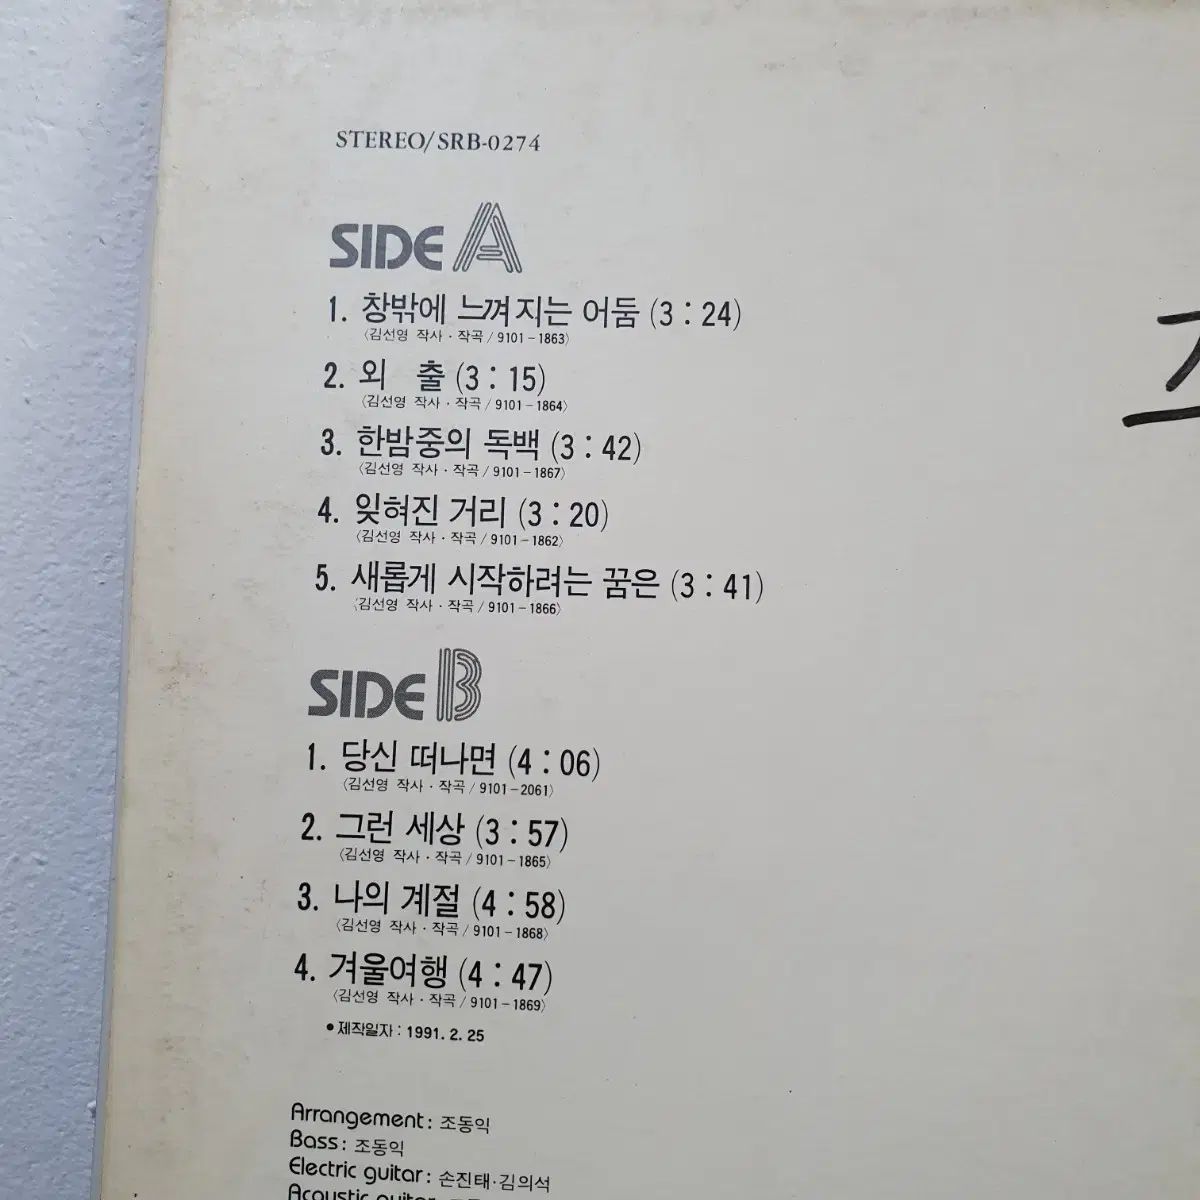 STEREO/SRB-0274
SIDE A
1. 창밖에 느껴지는 어둠 (3 : 24)
〈김선영 작사 · 작곡 / 9101-1863〉
2. 외 출 (3 : 15)
〈김선영 작사 · 작곡 / 9101-1864〉
3. 한밤중의 독백 (3 : 42)
〈김선영 작사 · 작곡 / 9101-1867〉
4. 잊혀진 거리 (3 : 20)
〈김선영 작사 · 작곡 / 9101-1862〉
5. 새롭게 시작하려는 꿈은 (3 : 41)
〈김선영 작사 · 작곡 / 9101-1866〉
SIDE B
1. 당신 떠나면 (4 : 06)
〈김선영 작사 · 작곡 / 9101-2061〉
2. 그런 세상 (3 : 57)
〈김선영 작사 · 작곡 / 9101-1865〉
3. 나의 계절 (4 : 58)
〈김선영 작사 · 작곡 / 9101-1868〉
4. 겨울여행 (4 : 47)
〈김선영 작사 · 작곡 / 9101-1869〉
• 제작일자 : 1991. 2. 25
Arrangement : 조동익
Bass : 조동익
Electric guitar : 손진태·김의석
Acoustic guitar